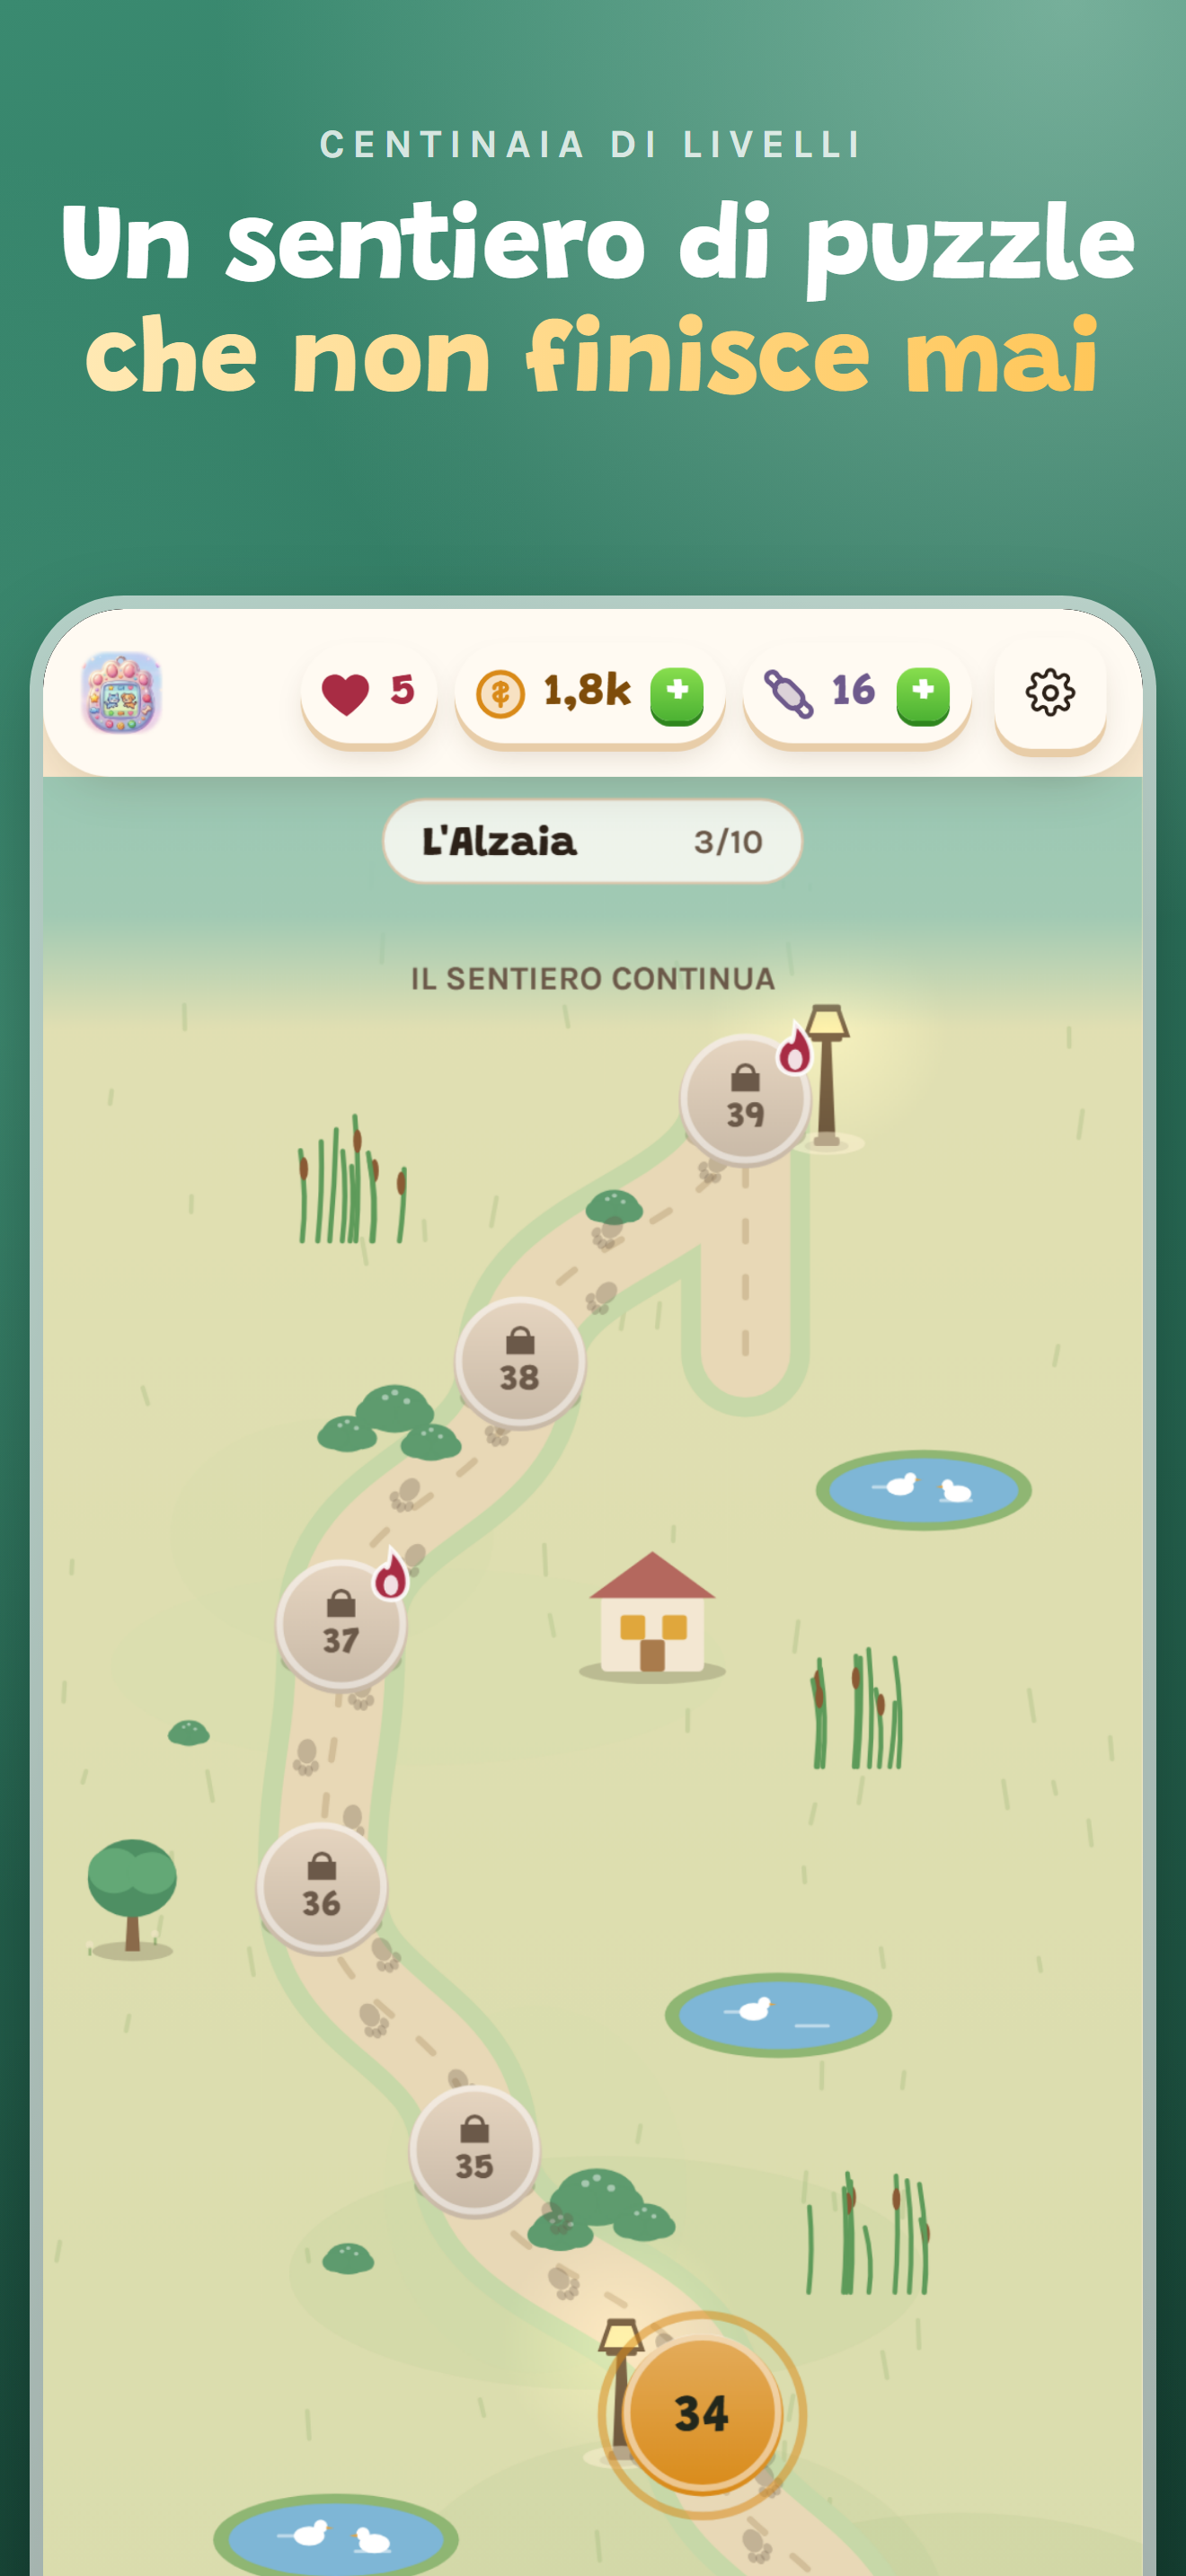 CENTINAIA DI LIVELLI
Un sentiero di puzzle
che non finisce mai
5 1,8k + 16 +
L'Alzaia 3/10
IL SENTIERO CONTINUA
39
38
37
36
35
34